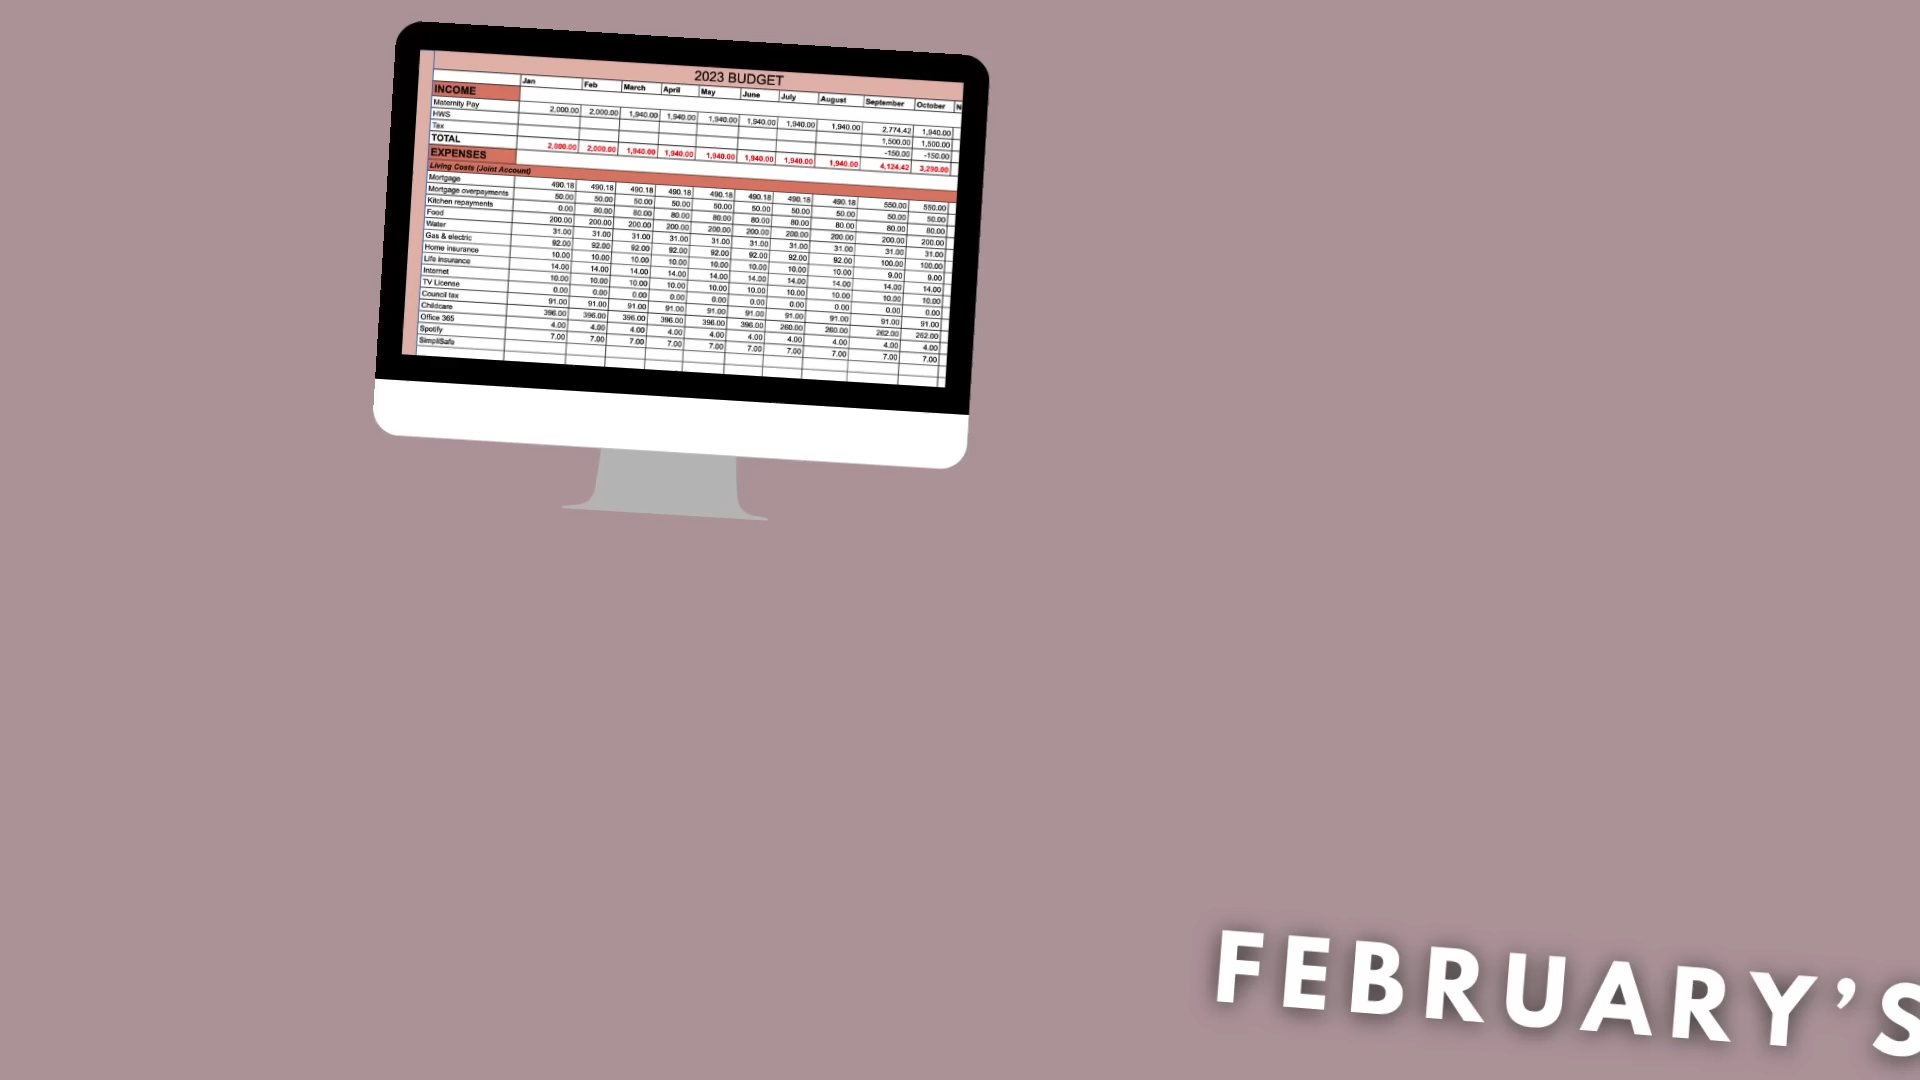 2023 BUDGET
Jan Feb March April May June July August September October N
INCOME
Maternity Pay 2,000.00 2,000.00 1,940.00 1,940.00 1,940.00 1,940.00 1,940.00 1,940.00 2,774.42 1,940.00
HWS 1,500.00 1,500.00
Tax -150.00 -150.00
TOTAL 2,000.00 2,000.00 1,940.00 1,940.00 1,940.00 1,940.00 1,940.00 1,940.00 4,124.42 3,290.00
EXPENSES
Living Costs (Joint Account)
Mortgage 490.18 490.18 490.18 490.18 490.18 490.18 490.18 490.18 550.00 550.00
Mortgage overpayments 50.00 50.00 50.00 50.00 50.00 50.00 50.00 50.00 50.00 50.00
Kitchen repayments 0.00 80.00 80.00 80.00 80.00 80.00 80.00 80.00 80.00 80.00
Food 200.00 200.00 200.00 200.00 200.00 200.00 200.00 200.00 200.00 200.00
Water 31.00 31.00 31.00 31.00 31.00 31.00 31.00 31.00 31.00 31.00
Gas & electric 92.00 92.00 92.00 92.00 92.00 92.00 92.00 92.00 100.00 100.00
Home insurance 10.00 10.00 10.00 10.00 10.00 10.00 10.00 10.00 9.00 9.00
Life insurance 14.00 14.00 14.00 14.00 14.00 14.00 14.00 14.00 14.00 14.00
Internet 10.00 10.00 10.00 10.00 10.00 10.00 10.00 10.00 10.00 10.00
TV License 0.00 0.00 0.00 0.00 0.00 0.00 0.00 0.00 0.00 0.00
Council tax 91.00 91.00 91.00 91.00 91.00 91.00 91.00 91.00 91.00 91.00
Childcare 396.00 396.00 396.00 396.00 396.00 396.00 260.00 260.00 262.00 262.00
Office 365 4.00 4.00 4.00 4.00 4.00 4.00 4.00 4.00 4.00 4.00
Spotify 7.00 7.00 7.00 7.00 7.00 7.00 7.00 7.00 7.00 7.00
SimpliSafe
FEBRUARY’S